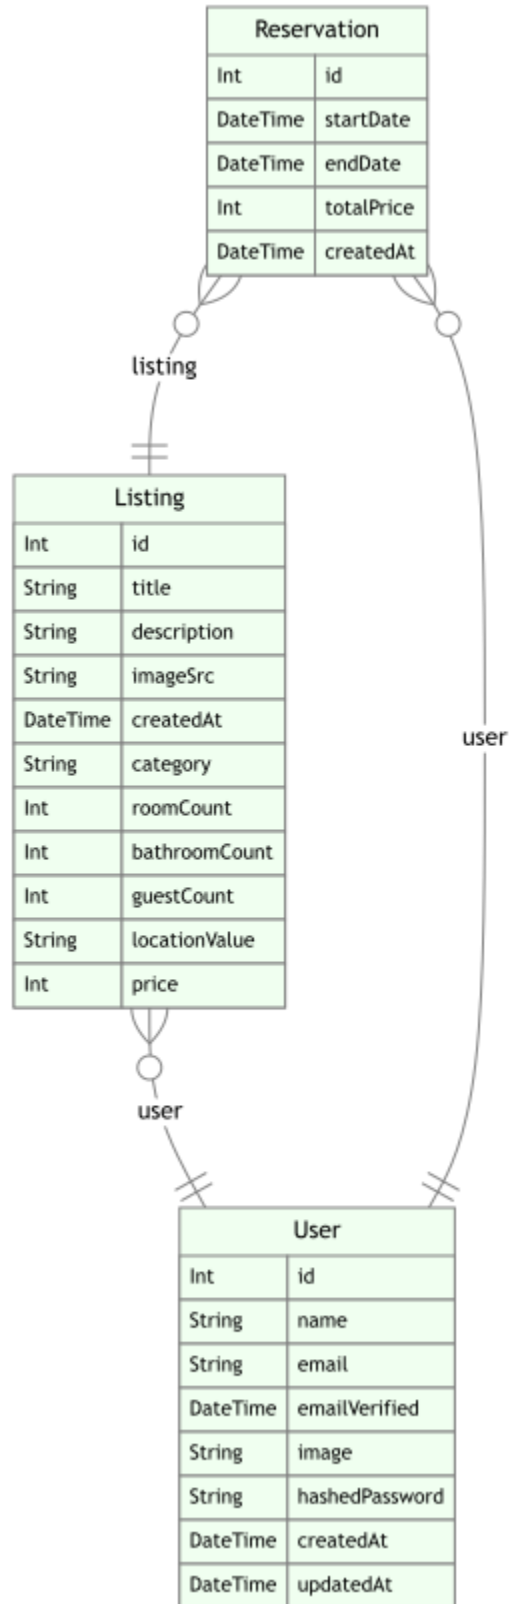 Reservation
Int id
DateTime startDate
DateTime endDate
Int totalPrice
DateTime createdAt
listing
Listing
Int id
String title
String description
String imageSrc
DateTime createdAt
String category
Int roomCount
Int bathroomCount
Int guestCount
String locationValue
Int price
user
user
User
Int id
String name
String email
DateTime emailVerified
String image
String hashedPassword
DateTime createdAt
DateTime updatedAt